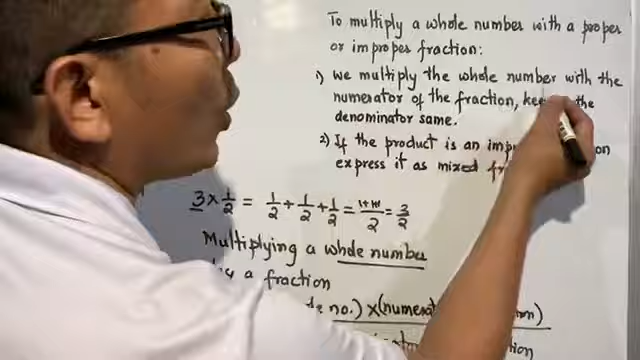 To multiply a whole number with a proper
or improper fraction:
1) we multiply the whole number with the
numerator of the fraction, the
denominator same.
2) If the product is an
express it as mixed
3 × 1/2 = 1/2 + 1/2 + 1/2 = 1+1+1/2 = 3/2
Multiplying a whole number
a fraction
no.) ×